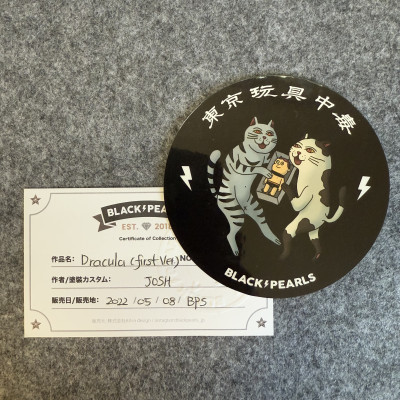 東京玩具中毒
BLACK PEARLS
BLACK PEA
EST. 2018
Certificate of Collection
作品名: Dracula (first Ver.) NO
作者/塗装カスタム: JOSH
販売日/販売地: 2022 / 05 / 08 / BPS